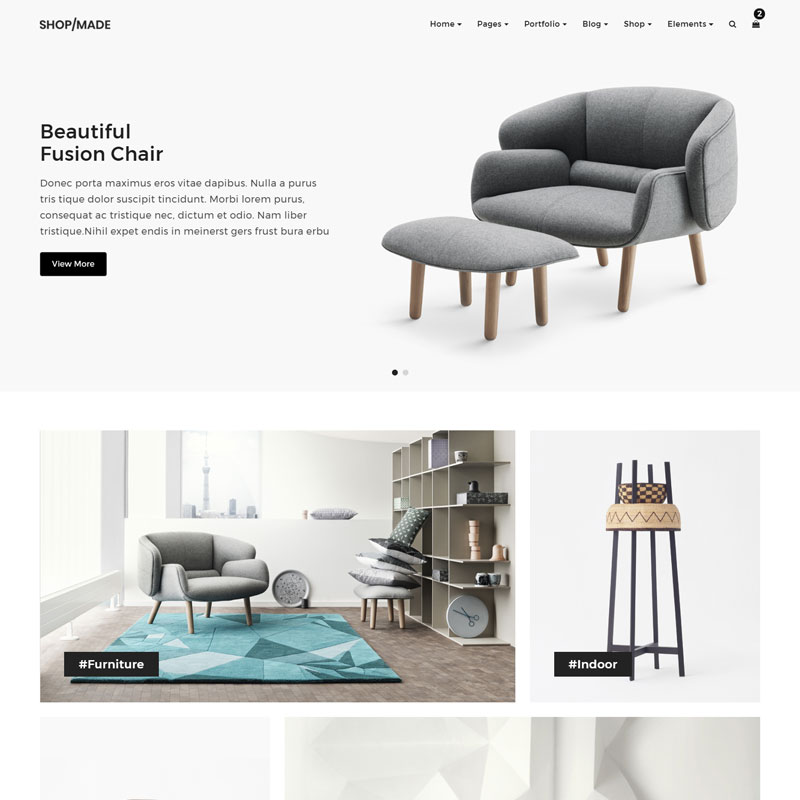 SHOP/MADE
Home Pages Portfolio Blog Shop Elements 2
Beautiful
Fusion Chair
Donec porta maximus eros vitae dapibus. Nulla a purus
tris tique dolor suscipit tincidunt. Morbi lorem purus,
consequat ac tristique nec, dictum et odio. Nam liber
tristique.Nihil expet endis in meinerst gers frust bura erbu
View More
#Furniture
#Indoor